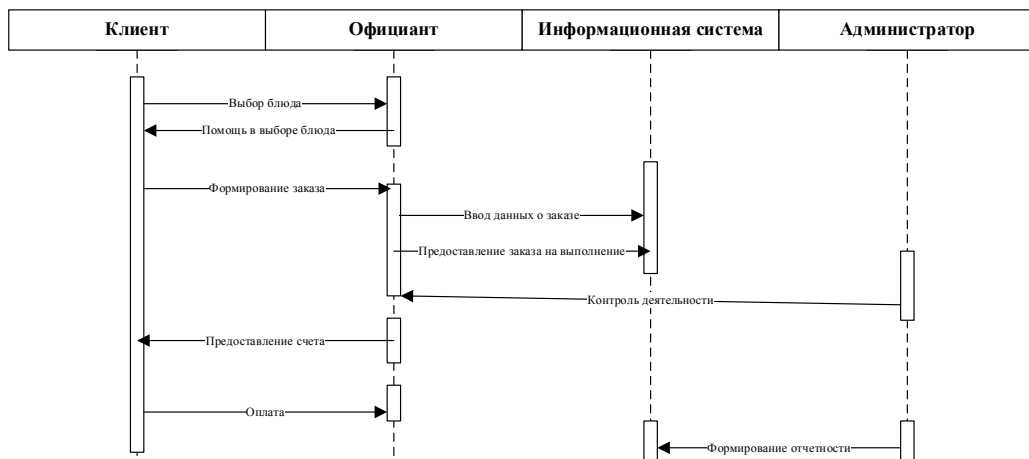 Клиент
Официант
Информационная система
Администратор
Выбор блюда
Помощь в выборе блюда
Формирование заказа
Ввод данных о заказе
Предоставление заказа на выполнение
Контроль деятельности
Предоставление счета
Оплата
Формирование отчетности